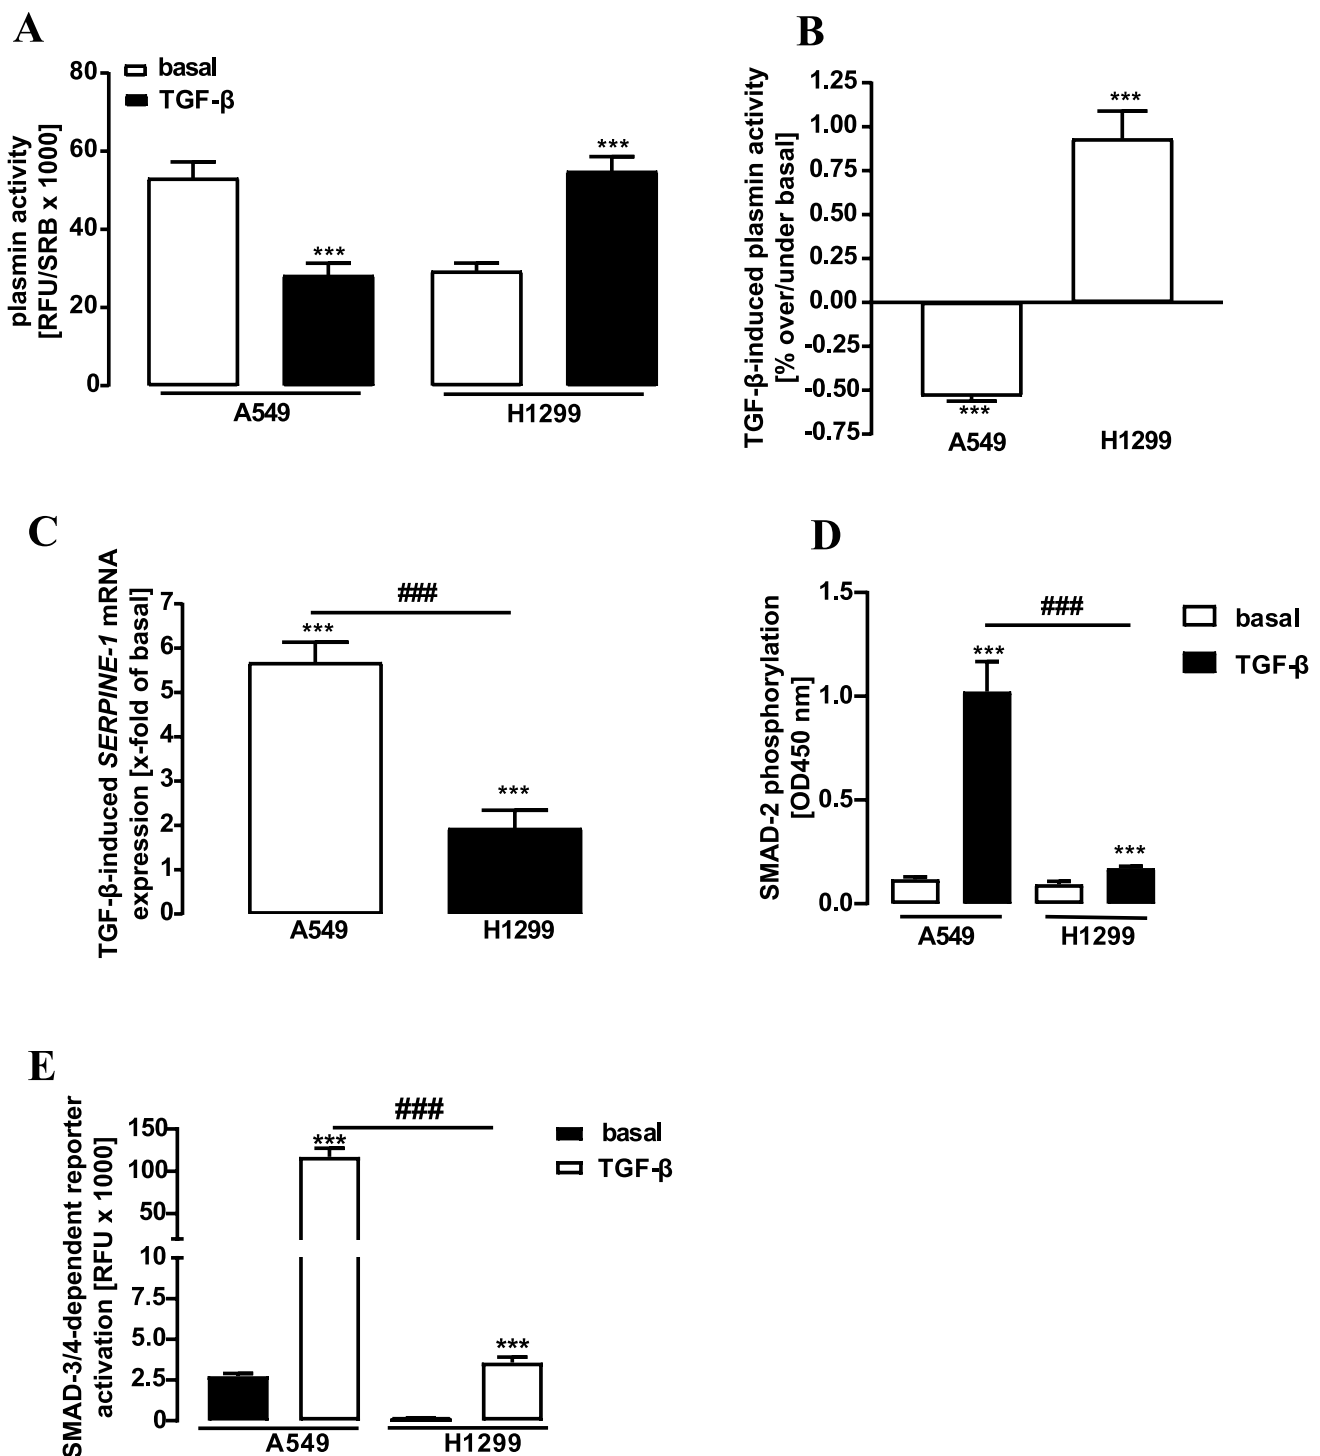 A
basal
TGF-β
plasmin activity
[RFU/SRB x 1000]
80
60
40
20
0
***
***
A549
H1299
B
TGF-β-induced plasmin activity
[% over/under basal]
1.25
1.00
0.75
0.50
0.25
0.00
-0.25
-0.50
-0.75
***
***
A549
H1299
C
TGF-β-induced SERPINE-1 mRNA
expression [x-fold of basal]
7
6
5
4
3
2
1
0
###
***
***
A549
H1299
D
SMAD-2 phosphorylation
[OD450 nm]
1.5
1.0
0.5
0.0
###
***
***
A549
H1299
basal
TGF-β
E
SMAD-3/4-dependent reporter
activation [RFU x 1000]
150
100
50
10
7.5
5.0
2.5
0
###
***
***
A549
H1299
basal
TGF-β